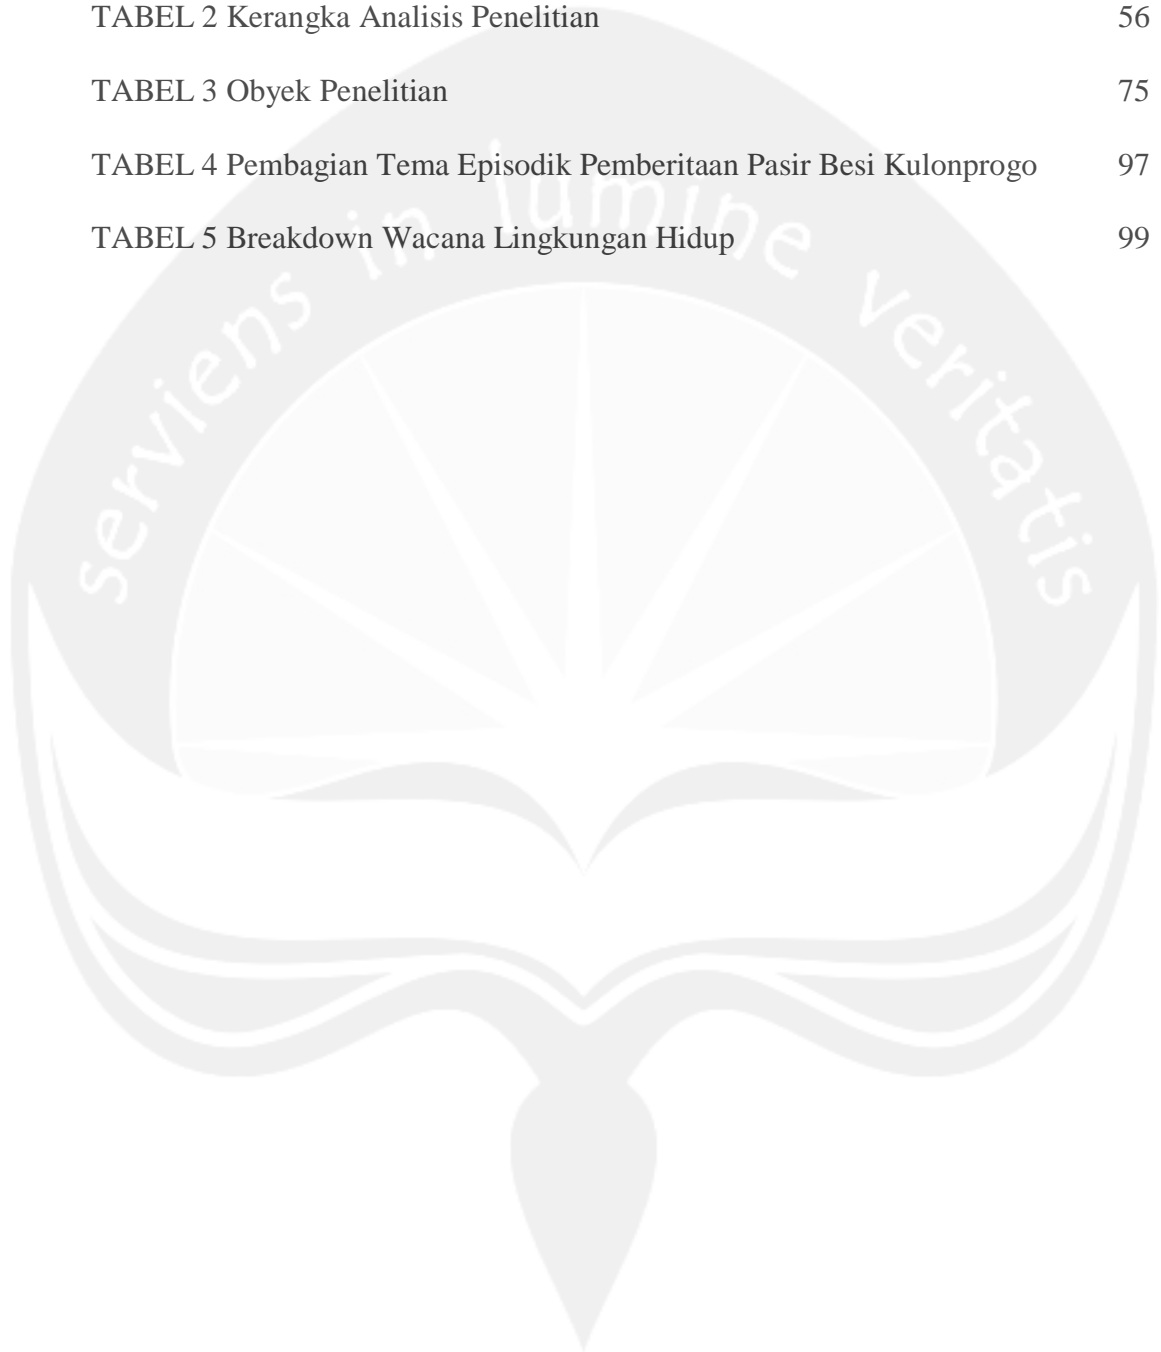 TABEL 2 Kerangka Analisis Penelitian 56
TABEL 3 Obyek Penelitian 75
TABEL 4 Pembagian Tema Episodik Pemberitaan Pasir Besi Kulonprogo 97
TABEL 5 Breakdown Wacana Lingkungan Hidup 99
serviens in lumine veritatis